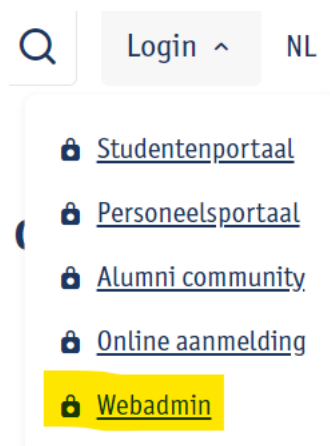 Login NL
Studentenportaal
Personeelsportaal
Alumni community
Online aanmelding
Webadmin